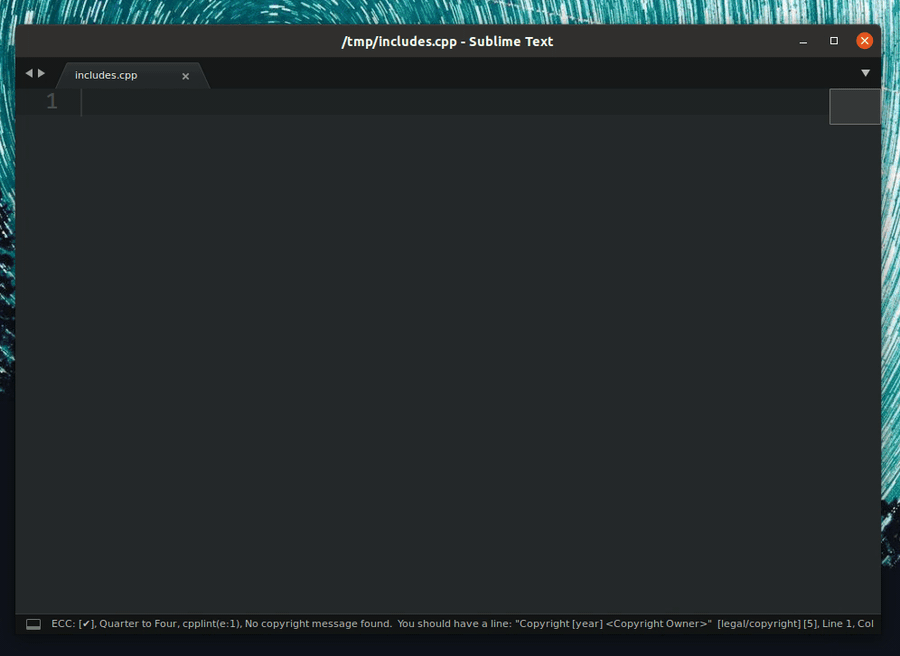 /tmp/includes.cpp - Sublime Text
includes.cpp
1
ECC: [✔], Quarter to Four, cpplint(e:1), No copyright message found. You should have a line: "Copyright [year] <Copyright Owner>" [legal/copyright] [5], Line 1, Col